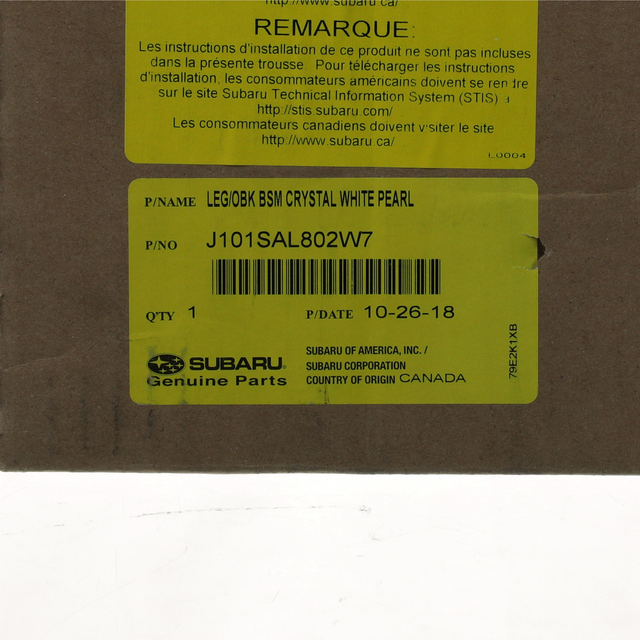 http://www.subaru.ca/
REMARQUE:
Les instructions d'installation de ce produit ne sont pas incluses
dans la présente trousse Pour télécharger les instructions
d'installation, les consommateurs américains doivent se rendre
sur le site Subaru Technical Information System (STIS)
http://stis.subaru.com/
Les consommateurs canadiens doivent visiter le site
http://www.subaru.ca/
L0004
P/NAME LEG/OBK BSM CRYSTAL WHITE PEARL
P/NO J101SAL802W7
Q'TY 1 P/DATE 10-26-18
SUBARU®
Genuine Parts
SUBARU OF AMERICA, INC. /
SUBARU CORPORATION
COUNTRY OF ORIGIN CANADA
79E2K1XB